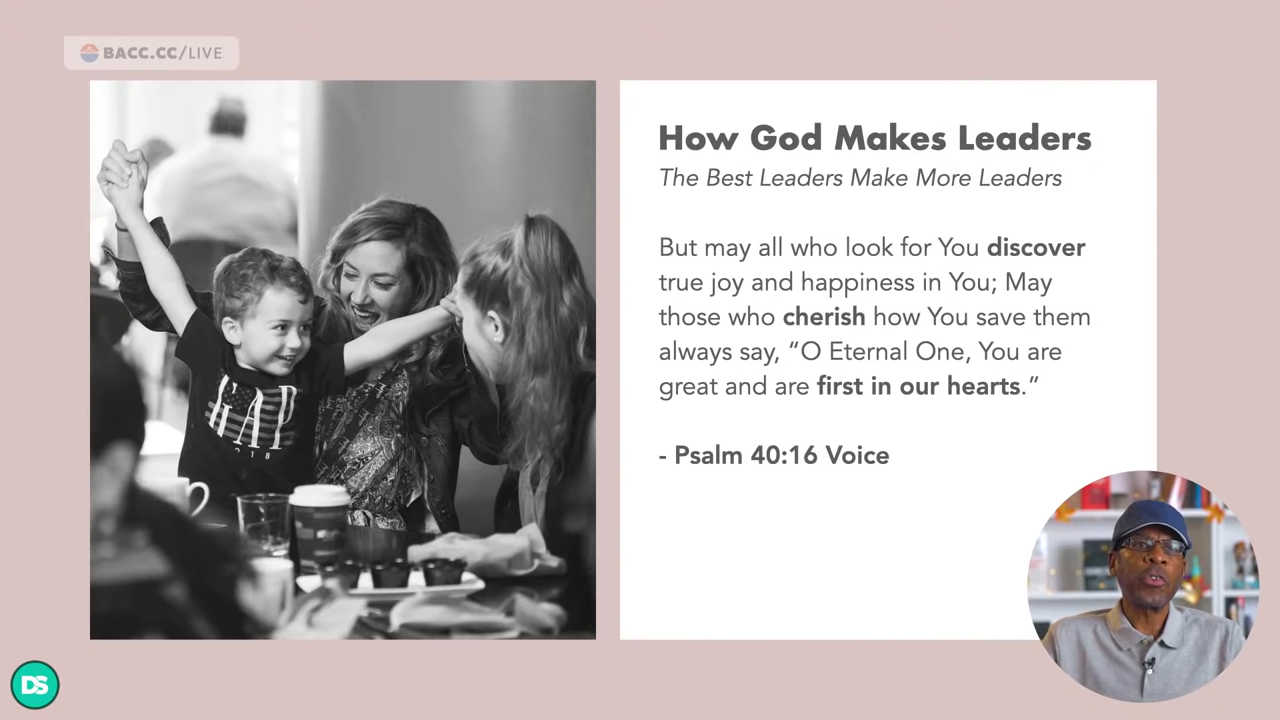 BACC.CC/LIVE
How God Makes Leaders
The Best Leaders Make More Leaders
But may all who look for You discover
true joy and happiness in You; May
those who cherish how You save them
always say, “O Eternal One, You are
great and are first in our hearts.”
- Psalm 40:16 Voice
YAP
2018
DS